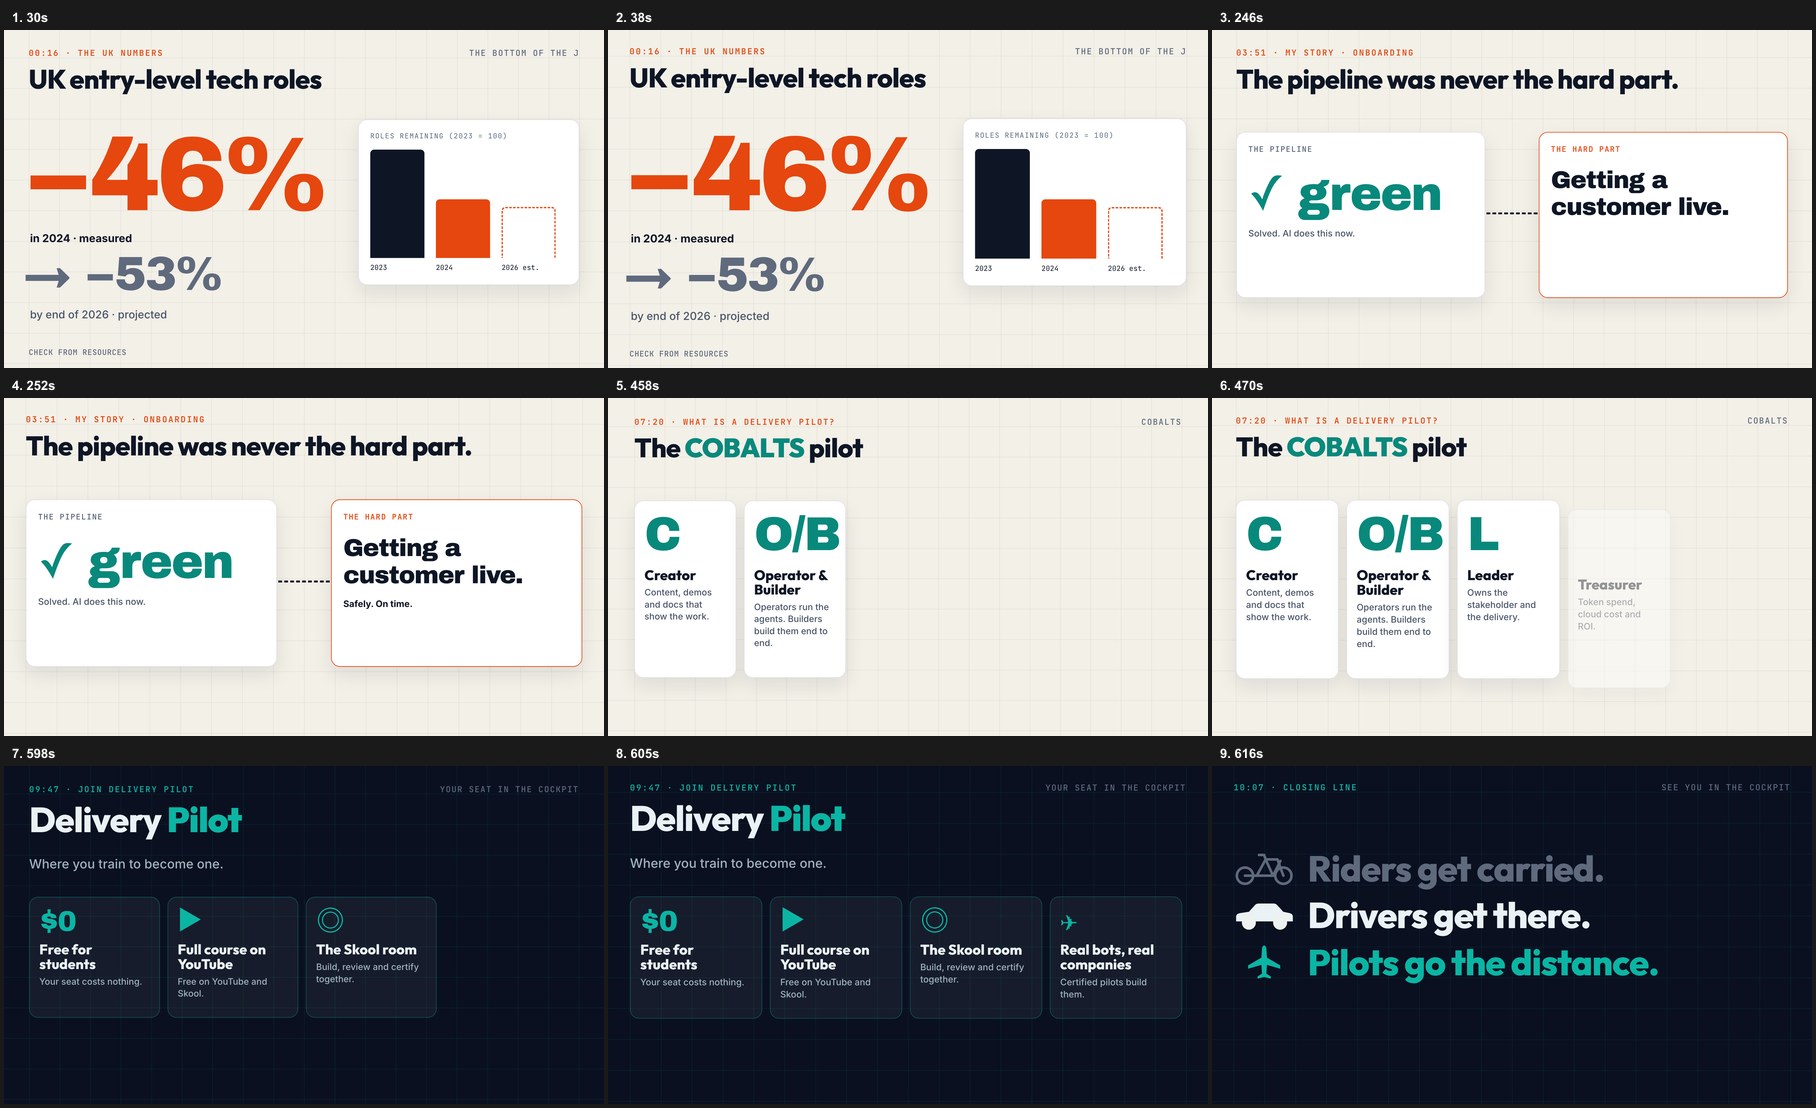 1. 30s
00:16 · THE UK NUMBERS
THE BOTTOM OF THE J
UK entry-level tech roles
–46%
in 2024 · measured
→ –53%
by end of 2026 · projected
CHECK FROM RESOURCES
ROLES REMAINING (2023 = 100)
2023
2024
2026 est.
2. 38s
00:16 · THE UK NUMBERS
THE BOTTOM OF THE J
UK entry-level tech roles
–46%
in 2024 · measured
→ –53%
by end of 2026 · projected
CHECK FROM RESOURCES
ROLES REMAINING (2023 = 100)
2023
2024
2026 est.
3. 246s
03:51 · MY STORY · ONBOARDING
The pipeline was never the hard part.
THE PIPELINE
✓ green
Solved. AI does this now.
THE HARD PART
Getting a
customer live.
4. 252s
03:51 · MY STORY · ONBOARDING
The pipeline was never the hard part.
THE PIPELINE
✓ green
Solved. AI does this now.
THE HARD PART
Getting a
customer live.
Safely. On time.
5. 458s
07:20 · WHAT IS A DELIVERY PILOT?
COBALTS
The COBALTS pilot
C
Creator
Content, demos
and docs that
show the work.
O/B
Operator &
Builder
Operators run the
agents. Builders
build them end to
end.
6. 470s
07:20 · WHAT IS A DELIVERY PILOT?
COBALTS
The COBALTS pilot
C
Creator
Content, demos
and docs that
show the work.
O/B
Operator &
Builder
Operators run the
agents. Builders
build them end to
end.
L
Leader
Owns the
stakeholder and
the delivery.
Treasurer
Token spend,
cloud cost and
ROI.
7. 598s
09:47 · JOIN DELIVERY PILOT
YOUR SEAT IN THE COCKPIT
Delivery Pilot
Where you train to become one.
$0
Free for
students
Your seat costs nothing.
Full course on
YouTube
Free on YouTube and
Skool.
The Skool room
Build, review and certify
together.
8. 605s
09:47 · JOIN DELIVERY PILOT
YOUR SEAT IN THE COCKPIT
Delivery Pilot
Where you train to become one.
$0
Free for
students
Your seat costs nothing.
Full course on
YouTube
Free on YouTube and
Skool.
The Skool room
Build, review and certify
together.
Real bots, real
companies
Certified pilots build
them.
9. 616s
10:07 · CLOSING LINE
SEE YOU IN THE COCKPIT
Riders get carried.
Drivers get there.
Pilots go the distance.